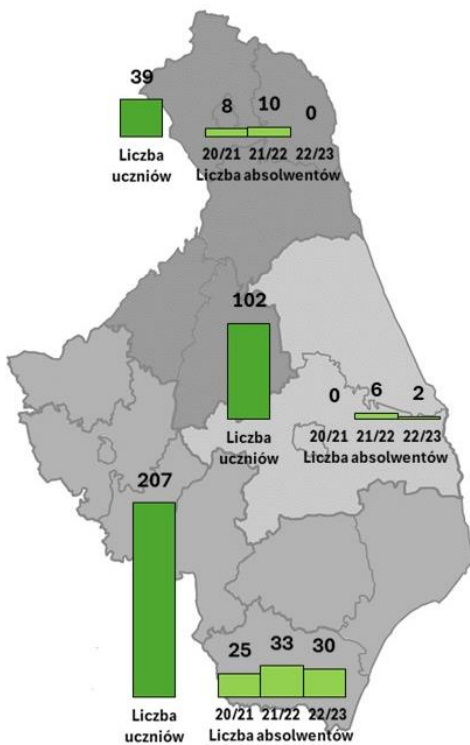 39
8 10 0
20/21 21/22 22/23
Liczba
uczniów
Liczba absolwentów
102
0 6 2
20/21 21/22 22/23
Liczba
uczniów
Liczba absolwentów
207
25 33 30
20/21 21/22 22/23
Liczba
uczniów
Liczba absolwentów